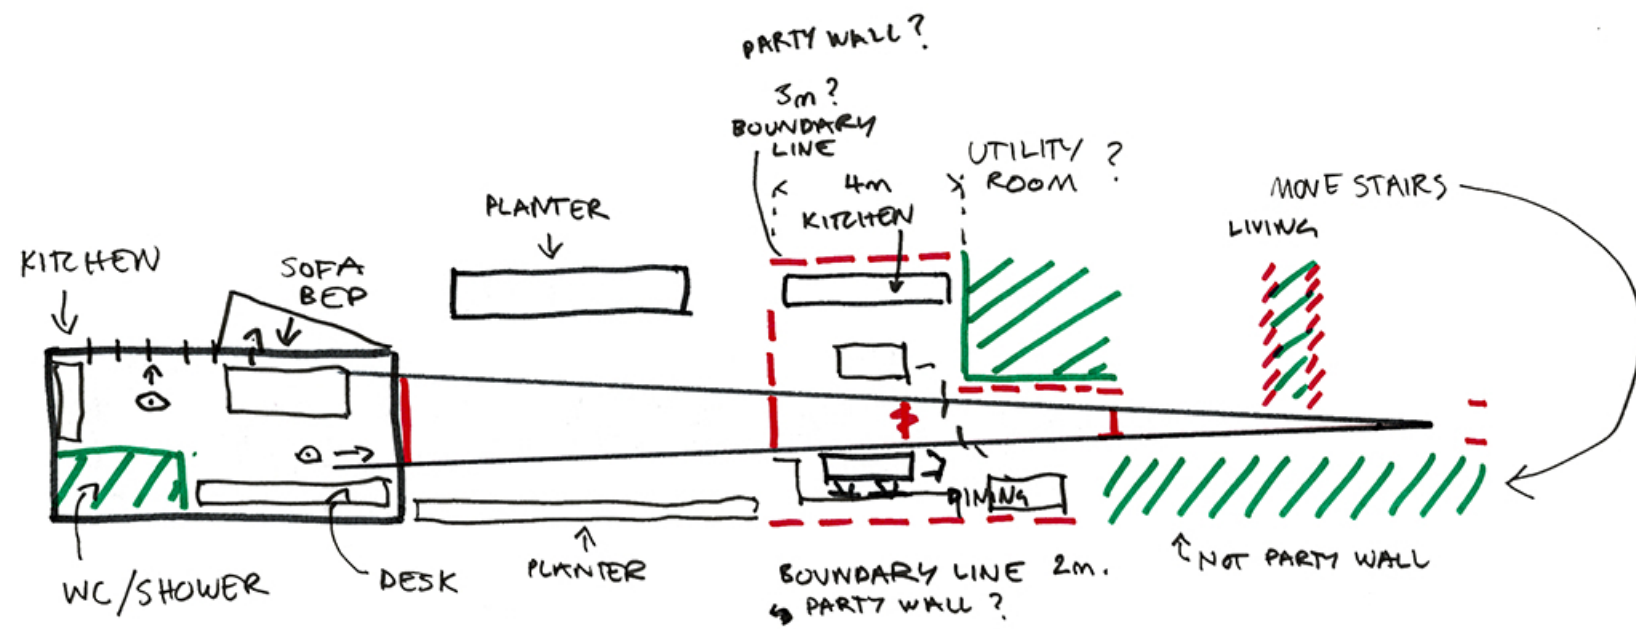 PARTY WALL?
3m?
BOUNDARY
LINE
UTILITY ?
ROOM
4m
KITCHEN
MOVE STAIRS
LIVING
PLANTER
KITCHEN
SOFA
BED
DINING
WC/SHOWER
DESK
PLANTER
BOUNDARY LINE 2m.
PARTY WALL ?
NOT PARTY WALL